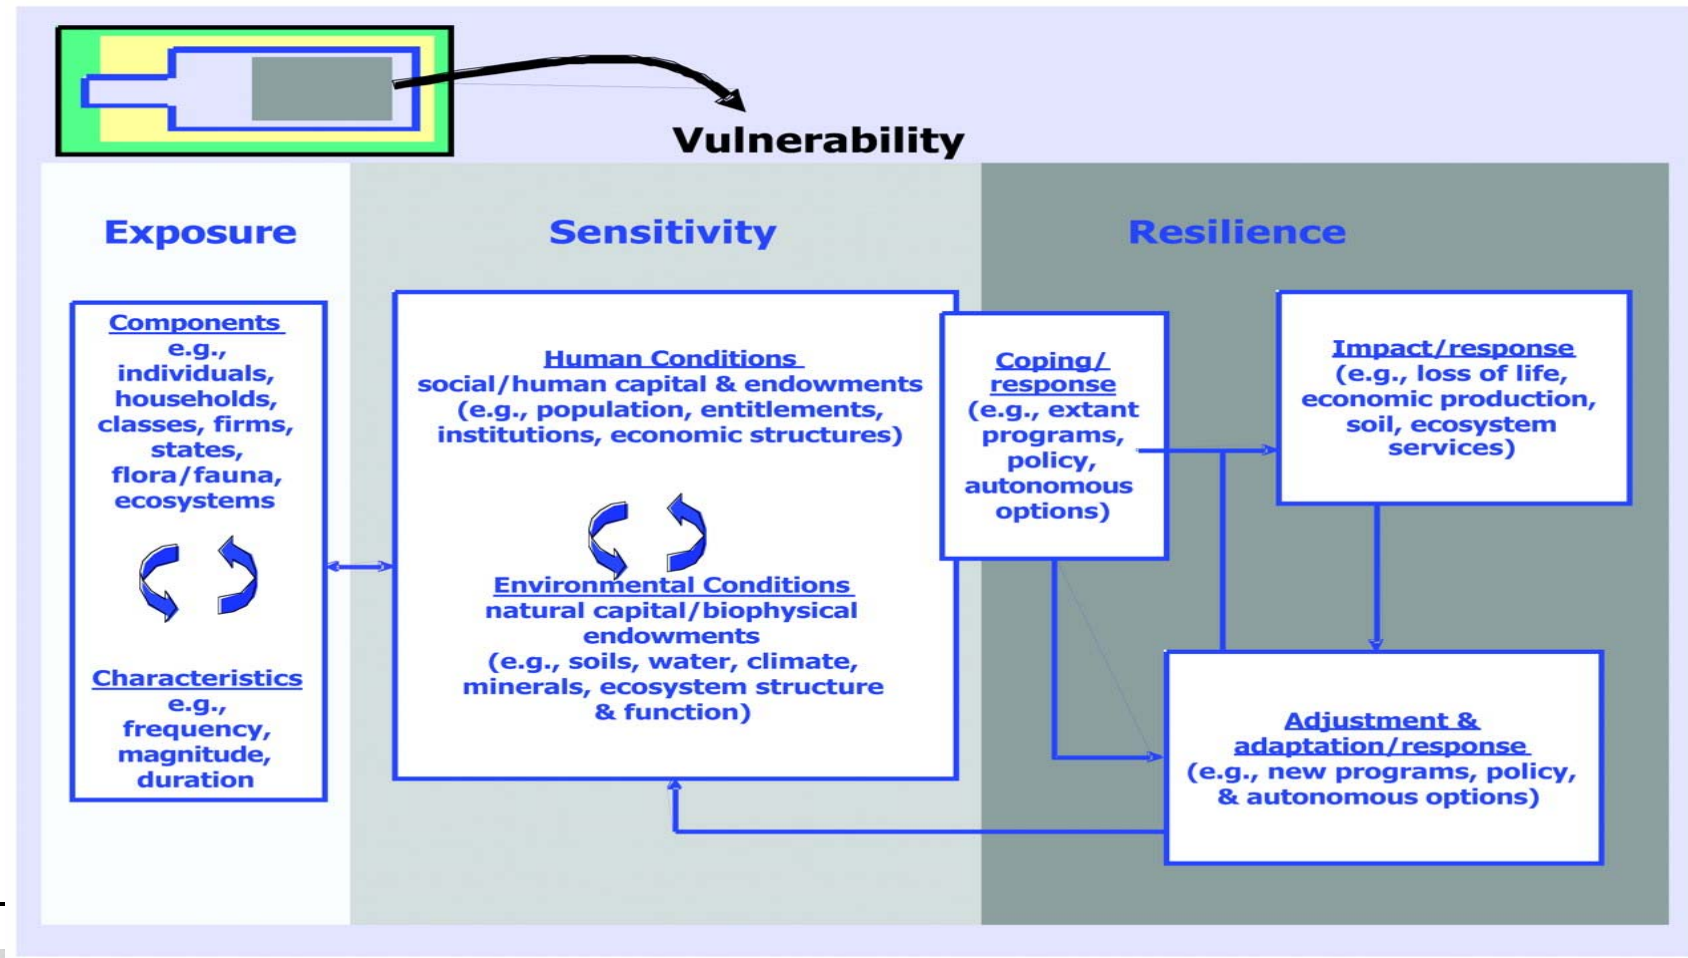 Vulnerability
Exposure
Sensitivity
Resilience
Components
e.g.,
individuals,
households,
classes, firms,
states,
flora/fauna,
ecosystems
Characteristics
e.g.,
frequency,
magnitude,
duration
Human Conditions
social/human capital & endowments
(e.g., population, entitlements,
institutions, economic structures)
Environmental Conditions
natural capital/biophysical
endowments
(e.g., soils, water, climate,
minerals, ecosystem structure
& function)
Coping/
response
(e.g., extant
programs,
policy,
autonomous
options)
Impact/response
(e.g., loss of life,
economic production,
soil, ecosystem
services)
Adjustment &
adaptation/response
(e.g., new programs, policy,
& autonomous options)